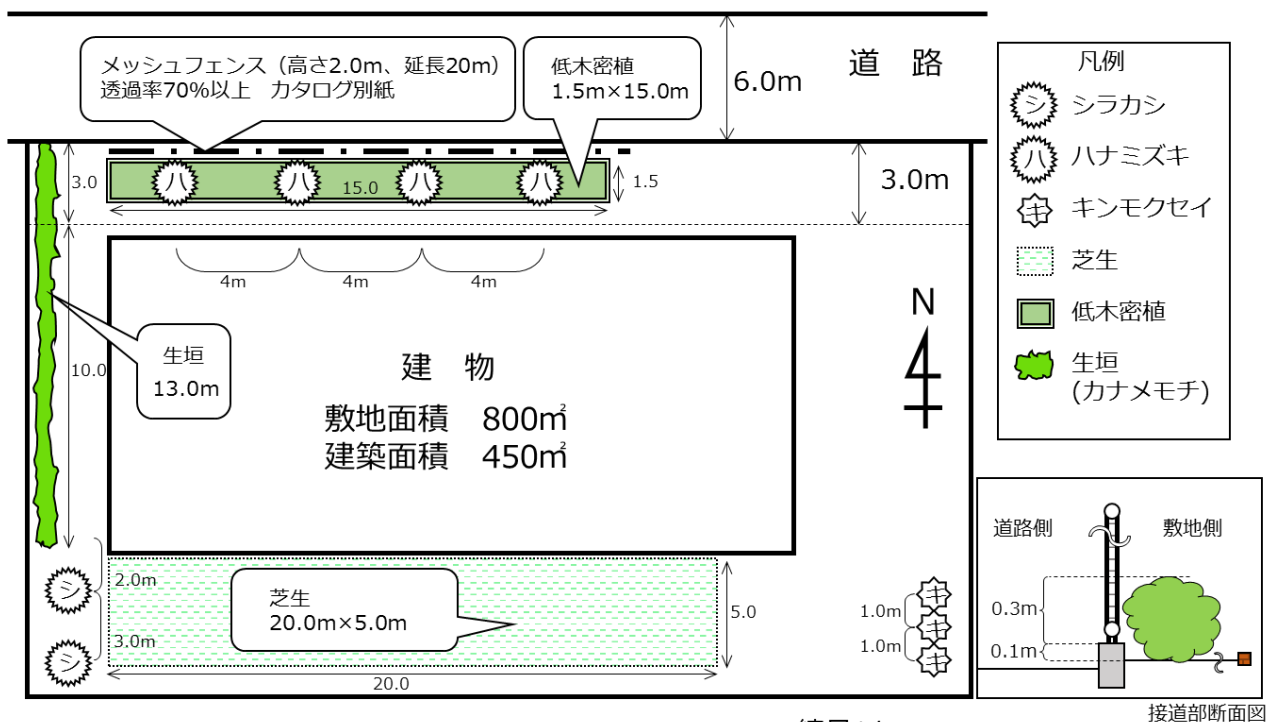 メッシュフェンス（高さ2.0m、延長20m）
透過率70%以上　カタログ別紙
低木密植
1.5m×15.0m
6.0m
道　路
3.0
ハ
ハ
15.0
ハ
ハ
1.5
3.0m
4m
4m
4m
生垣
13.0m
10.0
建　物
敷地面積　800㎡
建築面積　450㎡
N
シ
2.0m
シ
3.0m
芝生
20.0m×5.0m
5.0
20.0
1.0m
1.0m
キ
キ
キ
凡例
シ シラカシ
ハ ハナミズキ
キ キンモクセイ
芝生
低木密植
生垣
(カナメモチ)
道路側
敷地側
0.3m
0.1m
接道部断面図